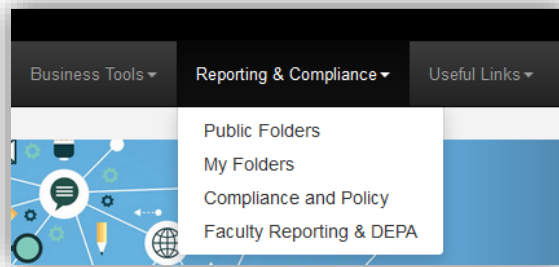 Business Tools Reporting & Compliance Useful Links
Public Folders
My Folders
Compliance and Policy
Faculty Reporting & DEPA